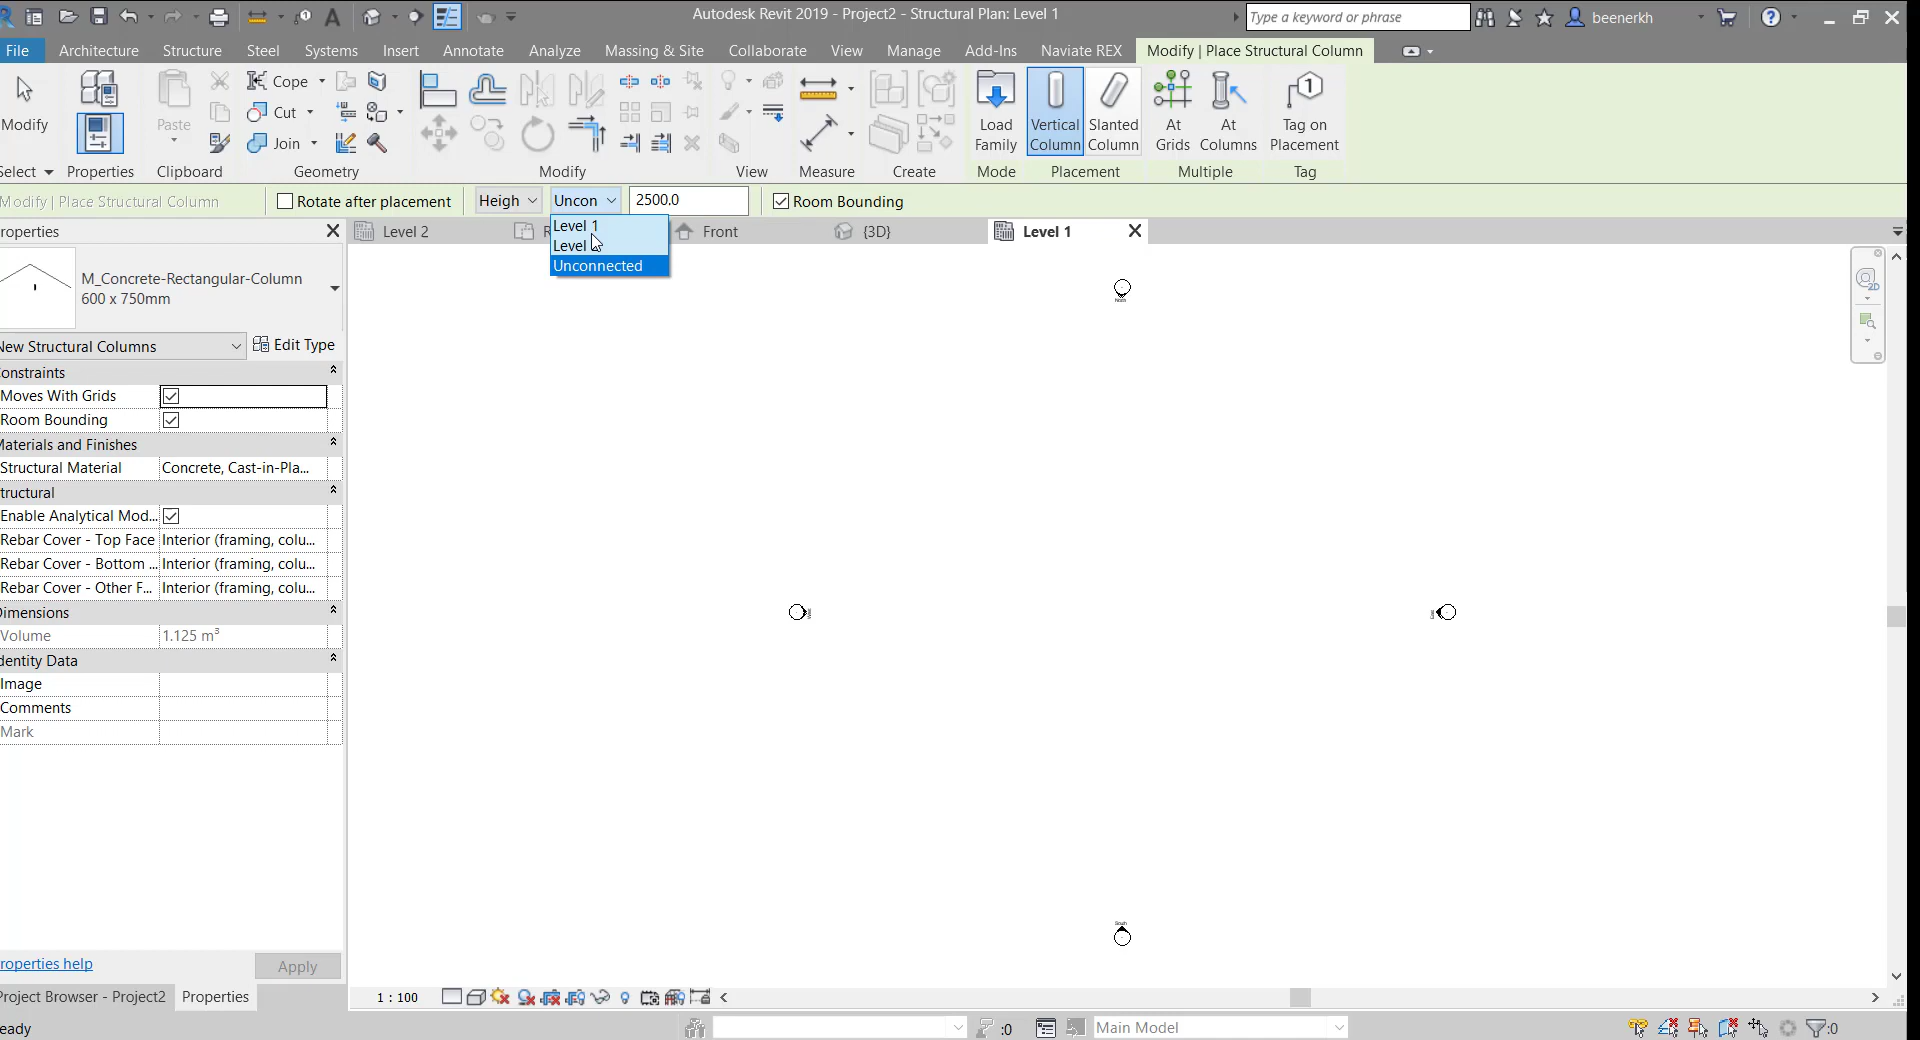 Autodesk Revit 2019 - Project2 - Structural Plan: Level 1
Type a keyword or phrase
beenerkh
File Architecture Structure Steel Systems Insert Annotate Analyze Massing & Site Collaborate View Manage Add-Ins Naviate REX Modify | Place Structural Column
Modify
Paste
Cope
Cut
Join
Load Family
Vertical Column
Slanted Column
At Grids
At Columns
Tag on Placement
Select Properties Clipboard Geometry Modify View Measure Create Mode Placement Multiple Tag
Modify | Place Structural Column
Rotate after placement
Heigh
Uncon
2500.0
Room Bounding
Level 1
Level
Unconnected
roperties
Level 2
R
Front
{3D}
Level 1
M_Concrete-Rectangular-Column
600 x 750mm
New Structural Columns
Edit Type
onstraints
Moves With Grids
Room Bounding
Materials and Finishes
Structural Material Concrete, Cast-in-Pla...
tructural
Enable Analytical Mod...
Rebar Cover - Top Face Interior (framing, colu...
Rebar Cover - Bottom ... Interior (framing, colu...
Rebar Cover - Other F... Interior (framing, colu...
Dimensions
Volume 1.125 m³
dentity Data
Image
Comments
Mark
2D
South
roperties help
Apply
Project Browser - Project2
Properties
1 : 100
eady
:0
Main Model
:0